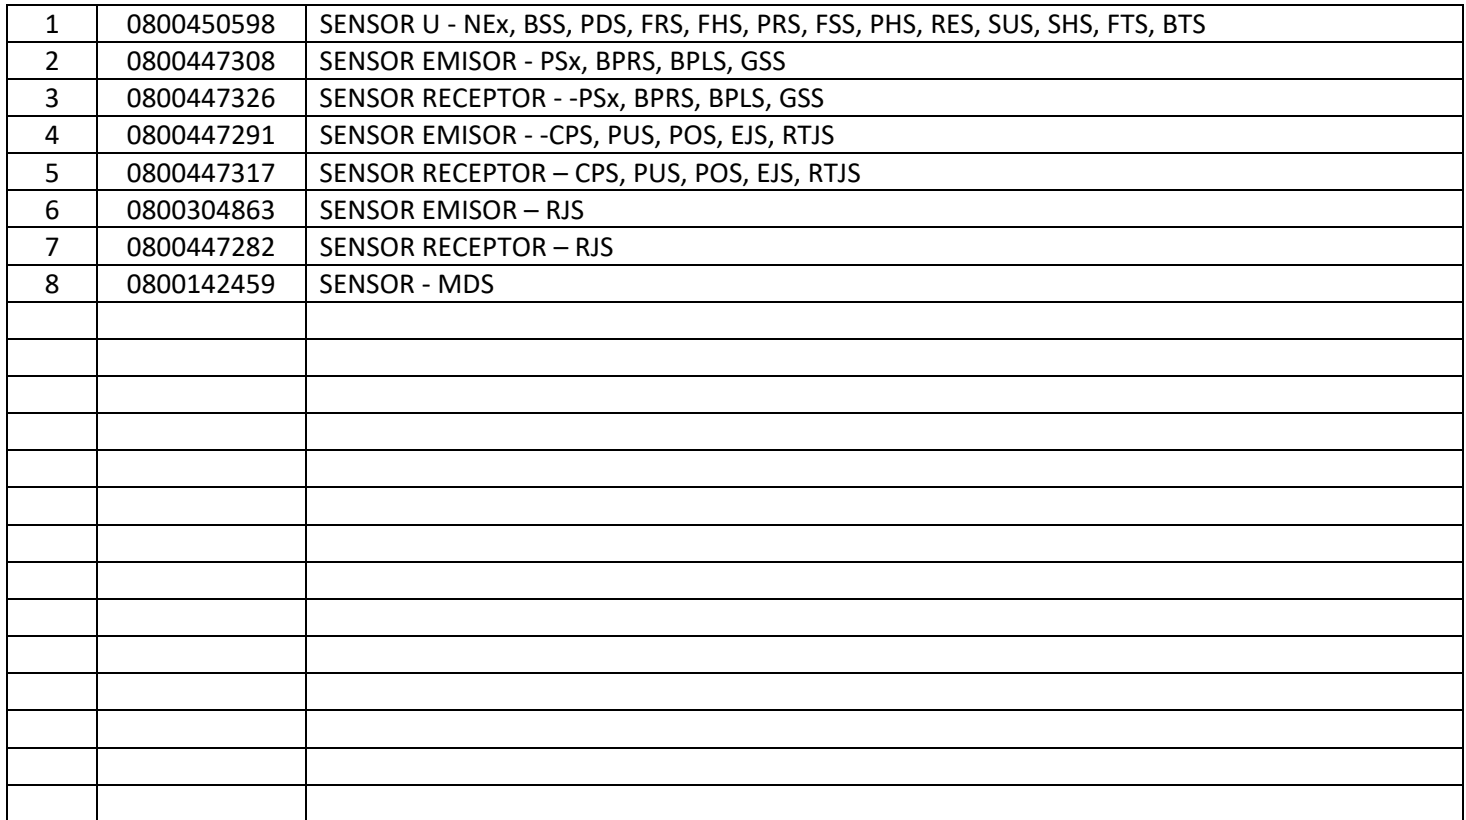 1 0800450598 SENSOR U - NEx, BSS, PDS, FRS, FHS, PRS, FSS, PHS, RES, SUS, SHS, FTS, BTS
2 0800447308 SENSOR EMISOR - PSx, BPRS, BPLS, GSS
3 0800447326 SENSOR RECEPTOR - -PSx, BPRS, BPLS, GSS
4 0800447291 SENSOR EMISOR - -CPS, PUS, POS, EJS, RTJS
5 0800447317 SENSOR RECEPTOR – CPS, PUS, POS, EJS, RTJS
6 0800304863 SENSOR EMISOR – RJS
7 0800447282 SENSOR RECEPTOR – RJS
8 0800142459 SENSOR - MDS